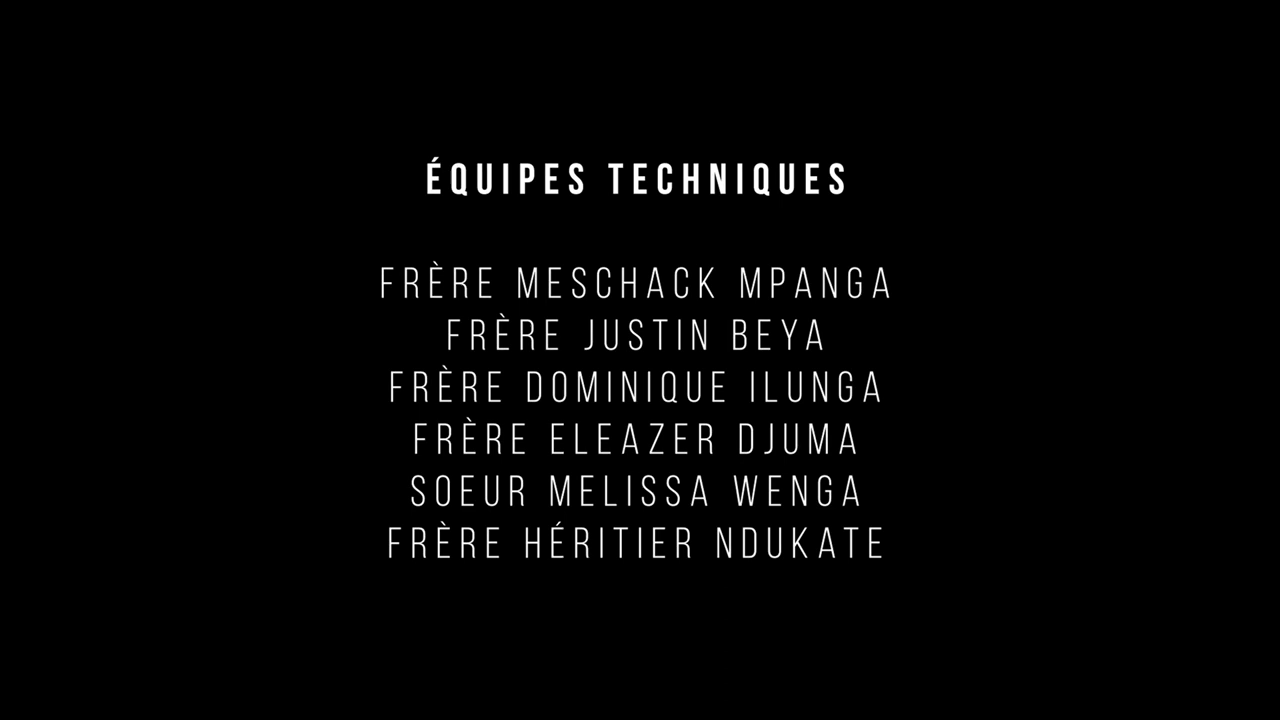 ÉQUIPES TECHNIQUES
FRÈRE MESCHACK MPANGA
FRÈRE JUSTIN BEYA
FRÈRE DOMINIQUE ILUNGA
FRÈRE ELEAZER DJUMA
SOEUR MELISSA WENGA
FRÈRE HÉRITIER NDUKATE